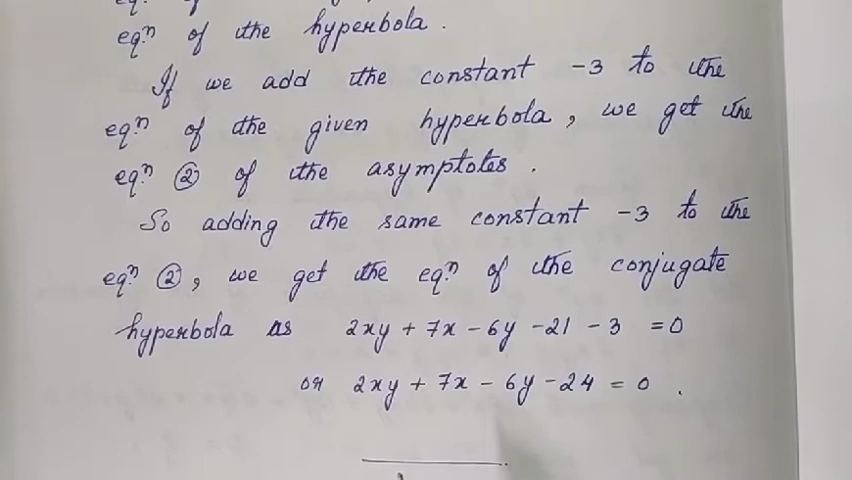 eqn of the hyperbola.
If we add the constant -3 to the
eqn of the given hyperbola, we get the
eqn ② of the asymptotes.
So adding the same constant -3 to the
eqn ②, we get the eqn of the conjugate
hyperbola as 2xy + 7x - 6y - 21 - 3 = 0
or 2xy + 7x - 6y - 24 = 0.